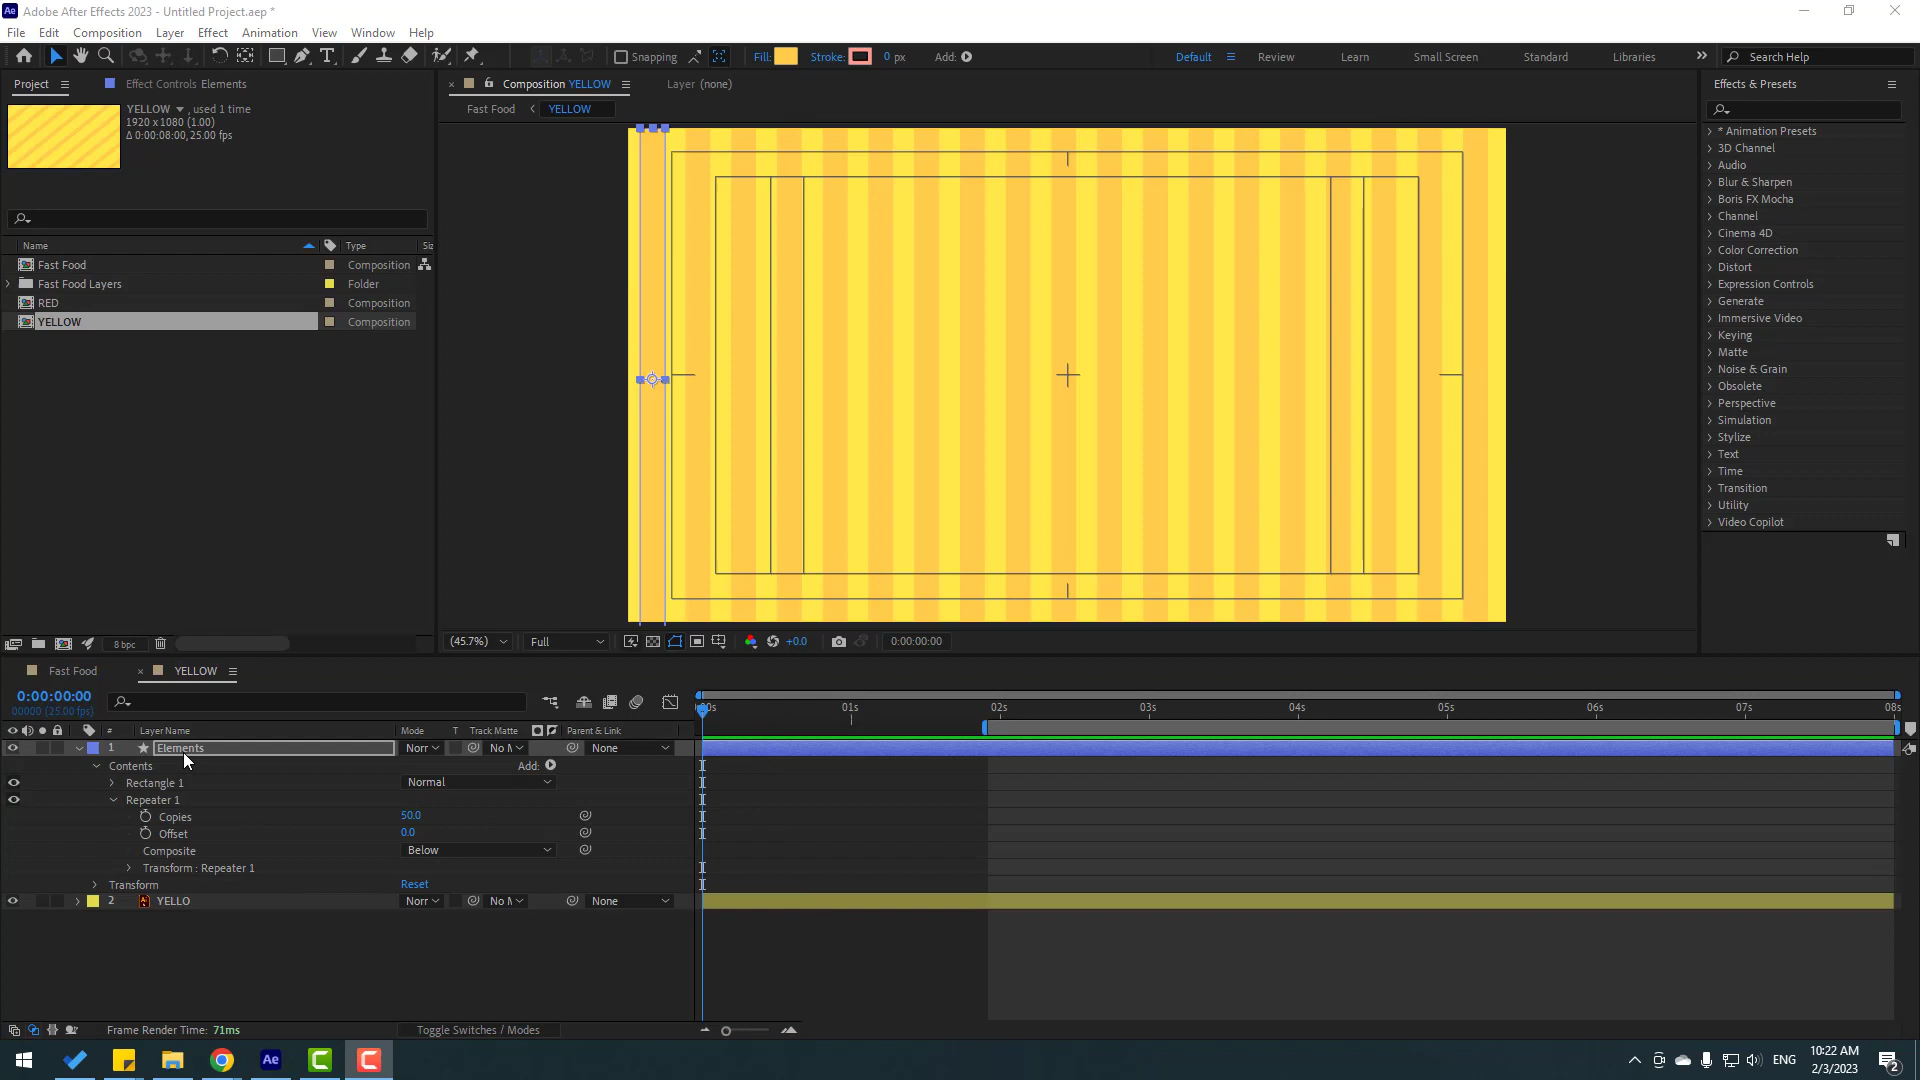 Adobe After Effects 2023 - Untitled Project.aep *
File Edit Composition Layer Effect Animation View Window Help
Snapping Fill: Stroke: 0 px Add: Default Review Learn Small Screen Standard Libraries Search Help
Project Effect Controls Elements
YELLOW , used 1 time
1920 x 1080 (1.00)
Δ 0:00:08:00, 25.00 fps
Name Type Siz
Fast Food Composition
Fast Food Layers Folder
RED Composition
YELLOW Composition
8 bpc
Composition YELLOW Layer (none)
Fast Food YELLOW
(45.7%) Full +0.0 0:00:00:00
Effects & Presets
* Animation Presets
3D Channel
Audio
Blur & Sharpen
Boris FX Mocha
Channel
Cinema 4D
Color Correction
Distort
Expression Controls
Generate
Immersive Video
Keying
Matte
Noise & Grain
Obsolete
Perspective
Simulation
Stylize
Text
Time
Transition
Utility
Video Copilot
Fast Food YELLOW
0:00:00:00
00000 (25.00 fps)
:00s 01s 02s 03s 04s 05s 06s 07s 08s
# Layer Name Mode T Track Matte Parent & Link
1 Elements Norr No M None
Contents Add:
Rectangle 1 Normal
Repeater 1
Copies 50.0
Offset 0.0
Composite Below
Transform : Repeater 1
Transform Reset
2 YELLO Norr No M None
Frame Render Time: 71ms Toggle Switches / Modes
ENG 10:22 AM
2/3/2023 2